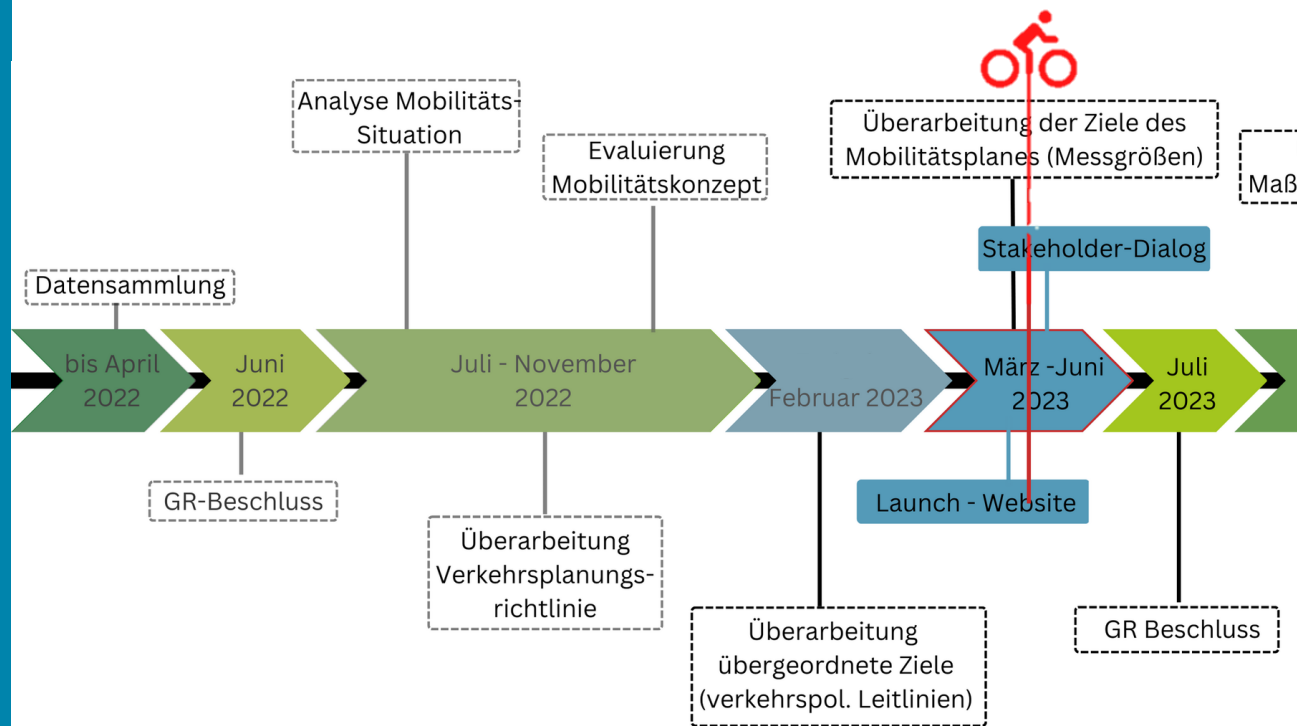 Analyse Mobilitäts-
Situation
Evaluierung
Mobilitätskonzept
Überarbeitung der Ziele des
Mobilitätsplanes (Messgrößen)
Maß
Stakeholder-Dialog
Datensammlung
bis April
2022
Juni
2022
Juli - November
2022
Februar 2023
März -Juni
2023
Juli
2023
GR-Beschluss
Launch - Website
Überarbeitung
Verkehrsplanungs-
richtlinie
Überarbeitung
übergeordnete Ziele
(verkehrspol. Leitlinien)
GR Beschluss